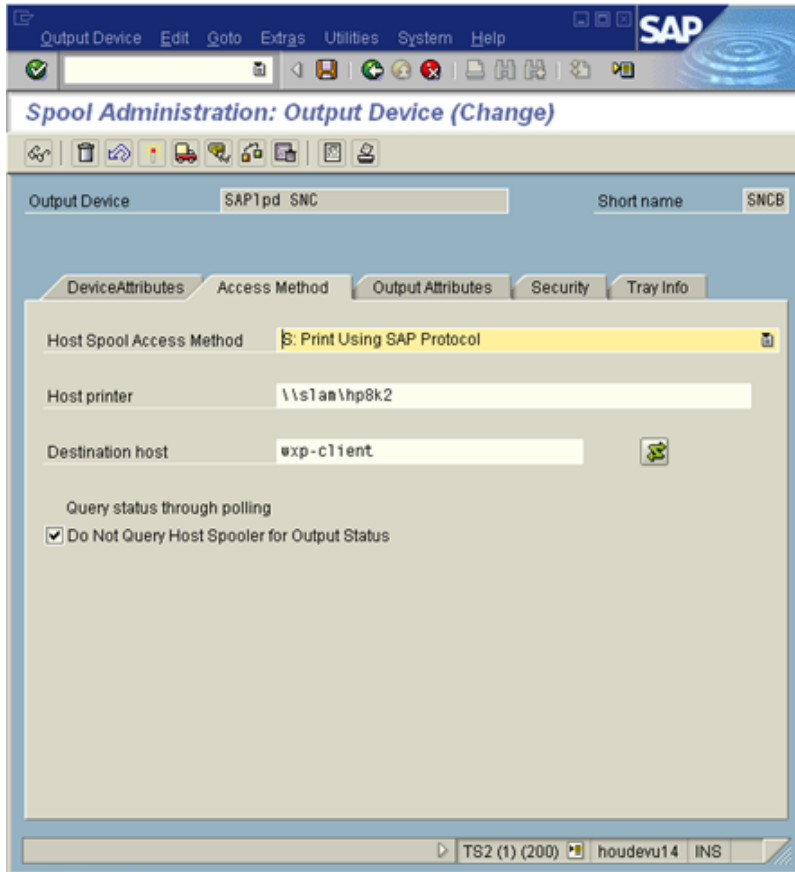 Output Device Edit Goto Extras Utilities System Help
SAP
Spool Administration: Output Device (Change)
Output Device SAPlpd SNC Short name SNCB
DeviceAttributes Access Method Output Attributes Security Tray Info
Host Spool Access Method S: Print Using SAP Protocol
Host printer \\slam\hp8k2
Destination host wxp-client
Query status through polling
Do Not Query Host Spooler for Output Status
TS2 (1) (200) houdevu14 INS